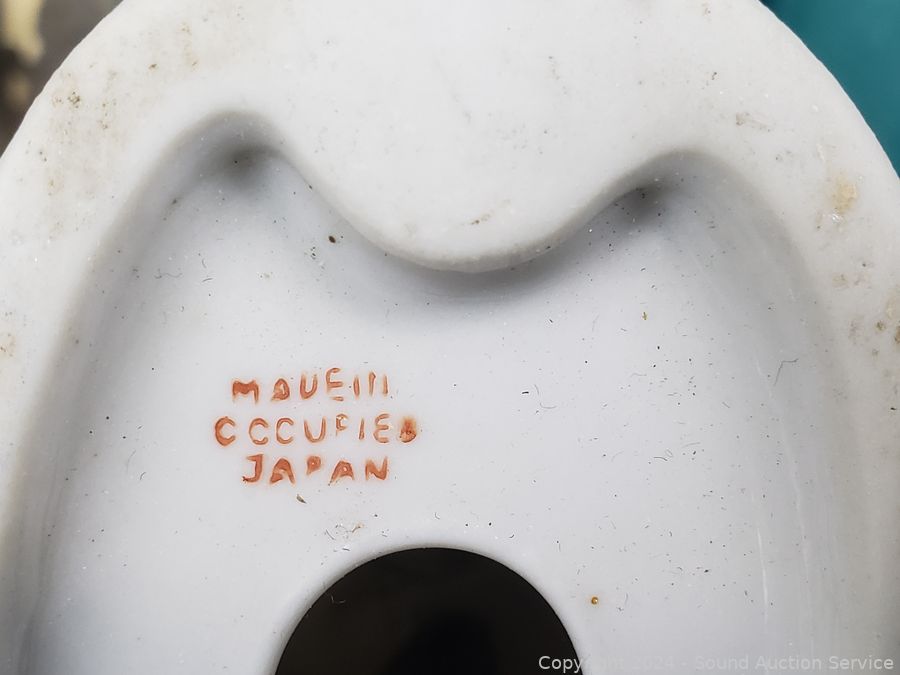 MADE IN
OCCUPIED
JAPAN
Copyright 2024 - Sound Auction Service